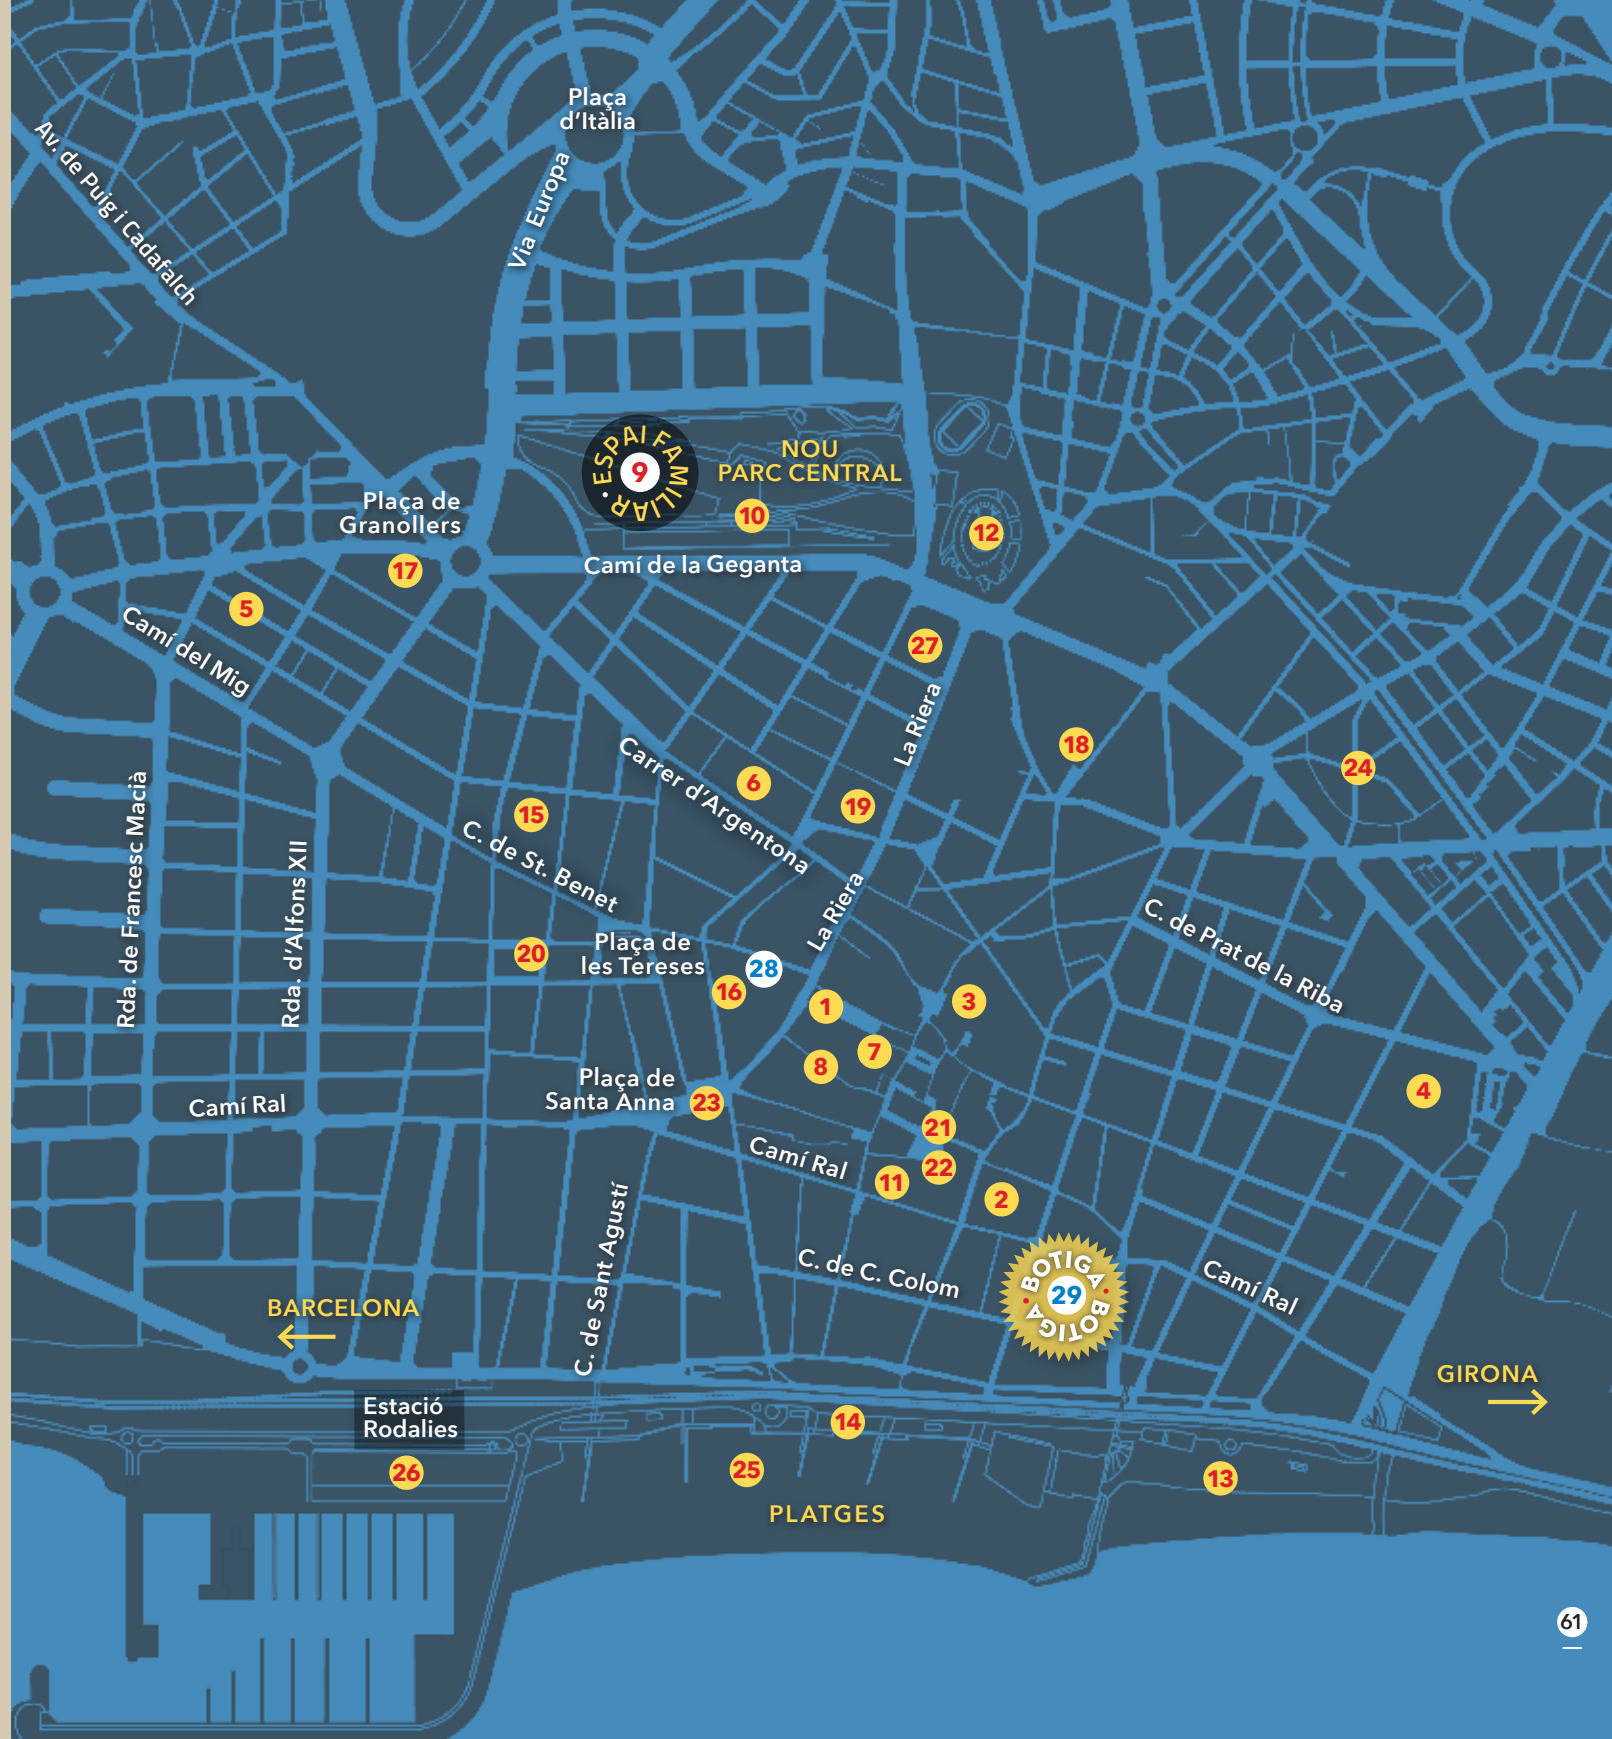 Plaça
d'Itàlia
Av. de Puig i Cadafalch
Via Europa
ESPAI FAMILIAR ·
9
NOU
PARC CENTRAL
10
Plaça de
Granollers
12
17
Camí de la Geganta
5
Camí del Mig
27
La Riera
18
24
Carrer d'Argentona
6
19
15
C. de St. Benet
Rda. de Francesc Macià
Rda. d'Alfons XII
La Riera
C. de Prat de la Riba
20
Plaça de
les Tereses
28
16
1
3
7
8
4
Plaça de
Santa Anna
23
Camí Ral
21
Camí Ral
22
11
2
C. de Sant Agustí
C. de C. Colom
BOTIGA · BOTIGA ·
29
Camí Ral
BARCELONA
GIRONA
Estació
Rodalies
14
26
25
13
PLATGES
61